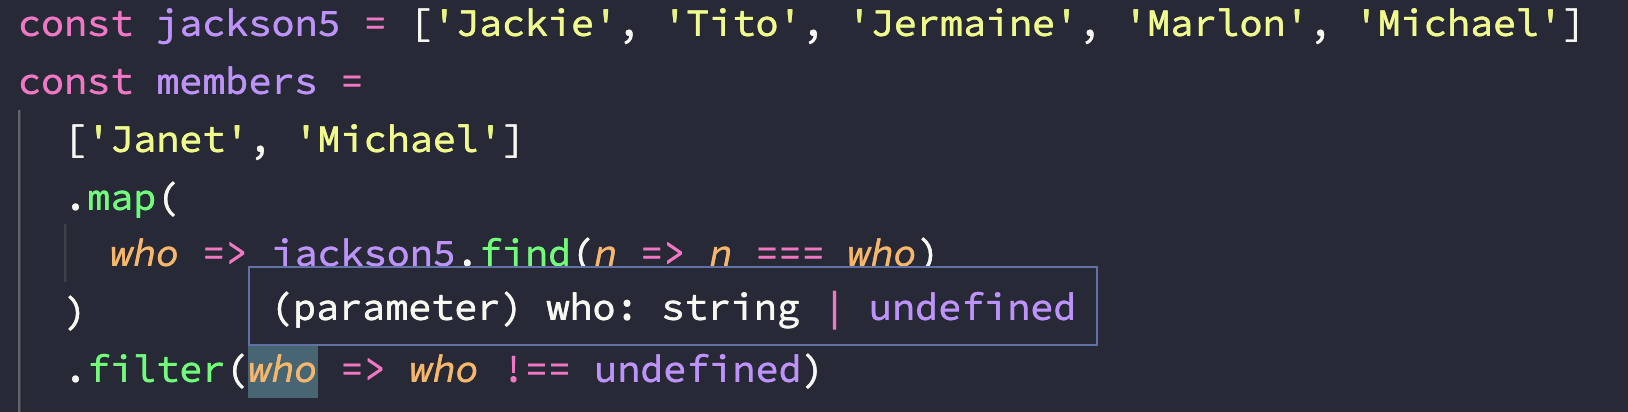 const jackson5 = ['Jackie', 'Tito', 'Jermaine', 'Marlon', 'Michael']
const members =
['Janet', 'Michael']
.map(
who => jackson5.find(n => n === who)
(parameter) who: string | undefined
)
.filter(who => who !== undefined)